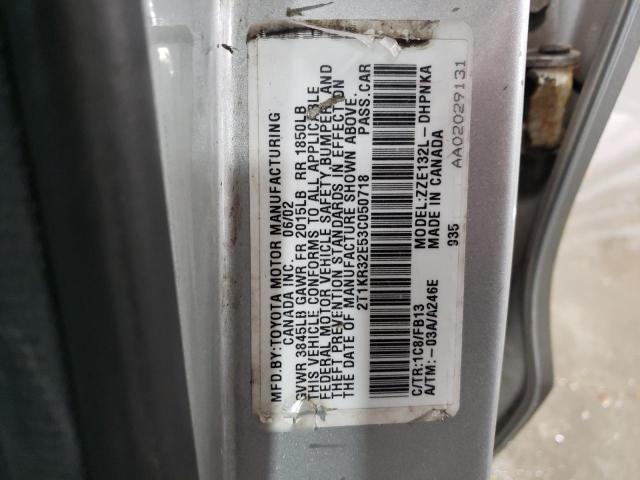 MFD.BY:TOYOTA MOTOR MANUFACTURING
CANADA INC. 06/02
GVWR 3845LB GAWR FR 2015LB RR 1850LB
THIS VEHICLE CONFORMS TO ALL APPLICABLE
FEDERAL MOTOR VEHICLE SAFETY, BUMPER, AND
THEFT PREVENTION STANDARDS IN EFFECT ON
THE DATE OF MANUFACTURE SHOWN ABOVE.
2T1KR32E53C050718 PASS.CAR
C/TR:1C8/FB13 MODEL:ZZE132L-DHPNKA
A/TM:-03A/A246E MADE IN CANADA
935 AA02029131